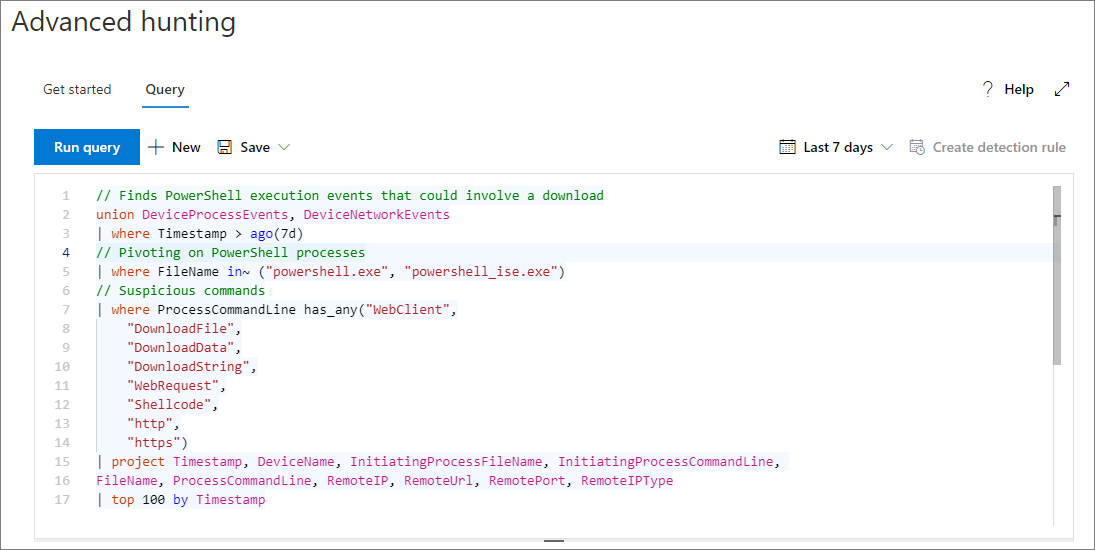 Advanced hunting
Get started Query ? Help
Run query + New Save Last 7 days Create detection rule
1 // Finds PowerShell execution events that could involve a download
2 union DeviceProcessEvents, DeviceNetworkEvents
3 | where Timestamp > ago(7d)
4 // Pivoting on PowerShell processes
5 | where FileName in~ ("powershell.exe", "powershell_ise.exe")
6 // Suspicious commands
7 | where ProcessCommandLine has_any("WebClient",
8 "DownloadFile",
9 "DownloadData",
10 "DownloadString",
11 "WebRequest",
12 "Shellcode",
13 "http",
14 "https")
15 | project Timestamp, DeviceName, InitiatingProcessFileName, InitiatingProcessCommandLine,
16 FileName, ProcessCommandLine, RemoteIP, RemoteUrl, RemotePort, RemoteIPType
17 | top 100 by Timestamp